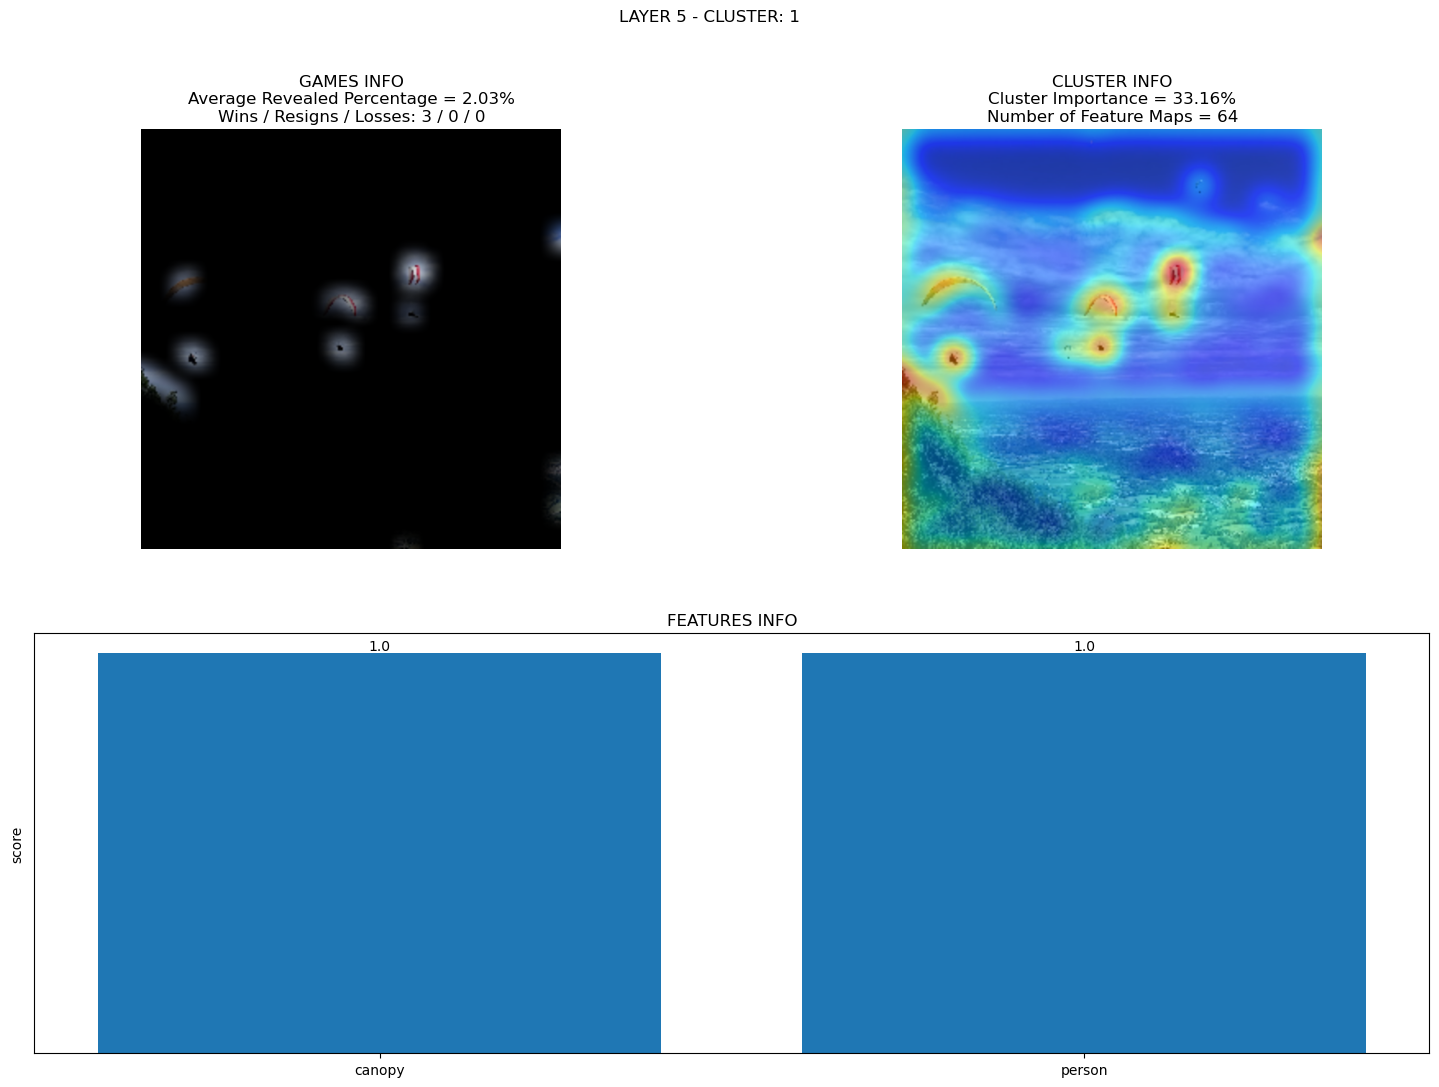 LAYER 5 - CLUSTER: 1
GAMES INFO
Average Revealed Percentage = 2.03%
Wins / Resigns / Losses: 3 / 0 / 0
CLUSTER INFO
Cluster Importance = 33.16%
Number of Feature Maps = 64
FEATURES INFO
1.0
1.0
score
canopy
person